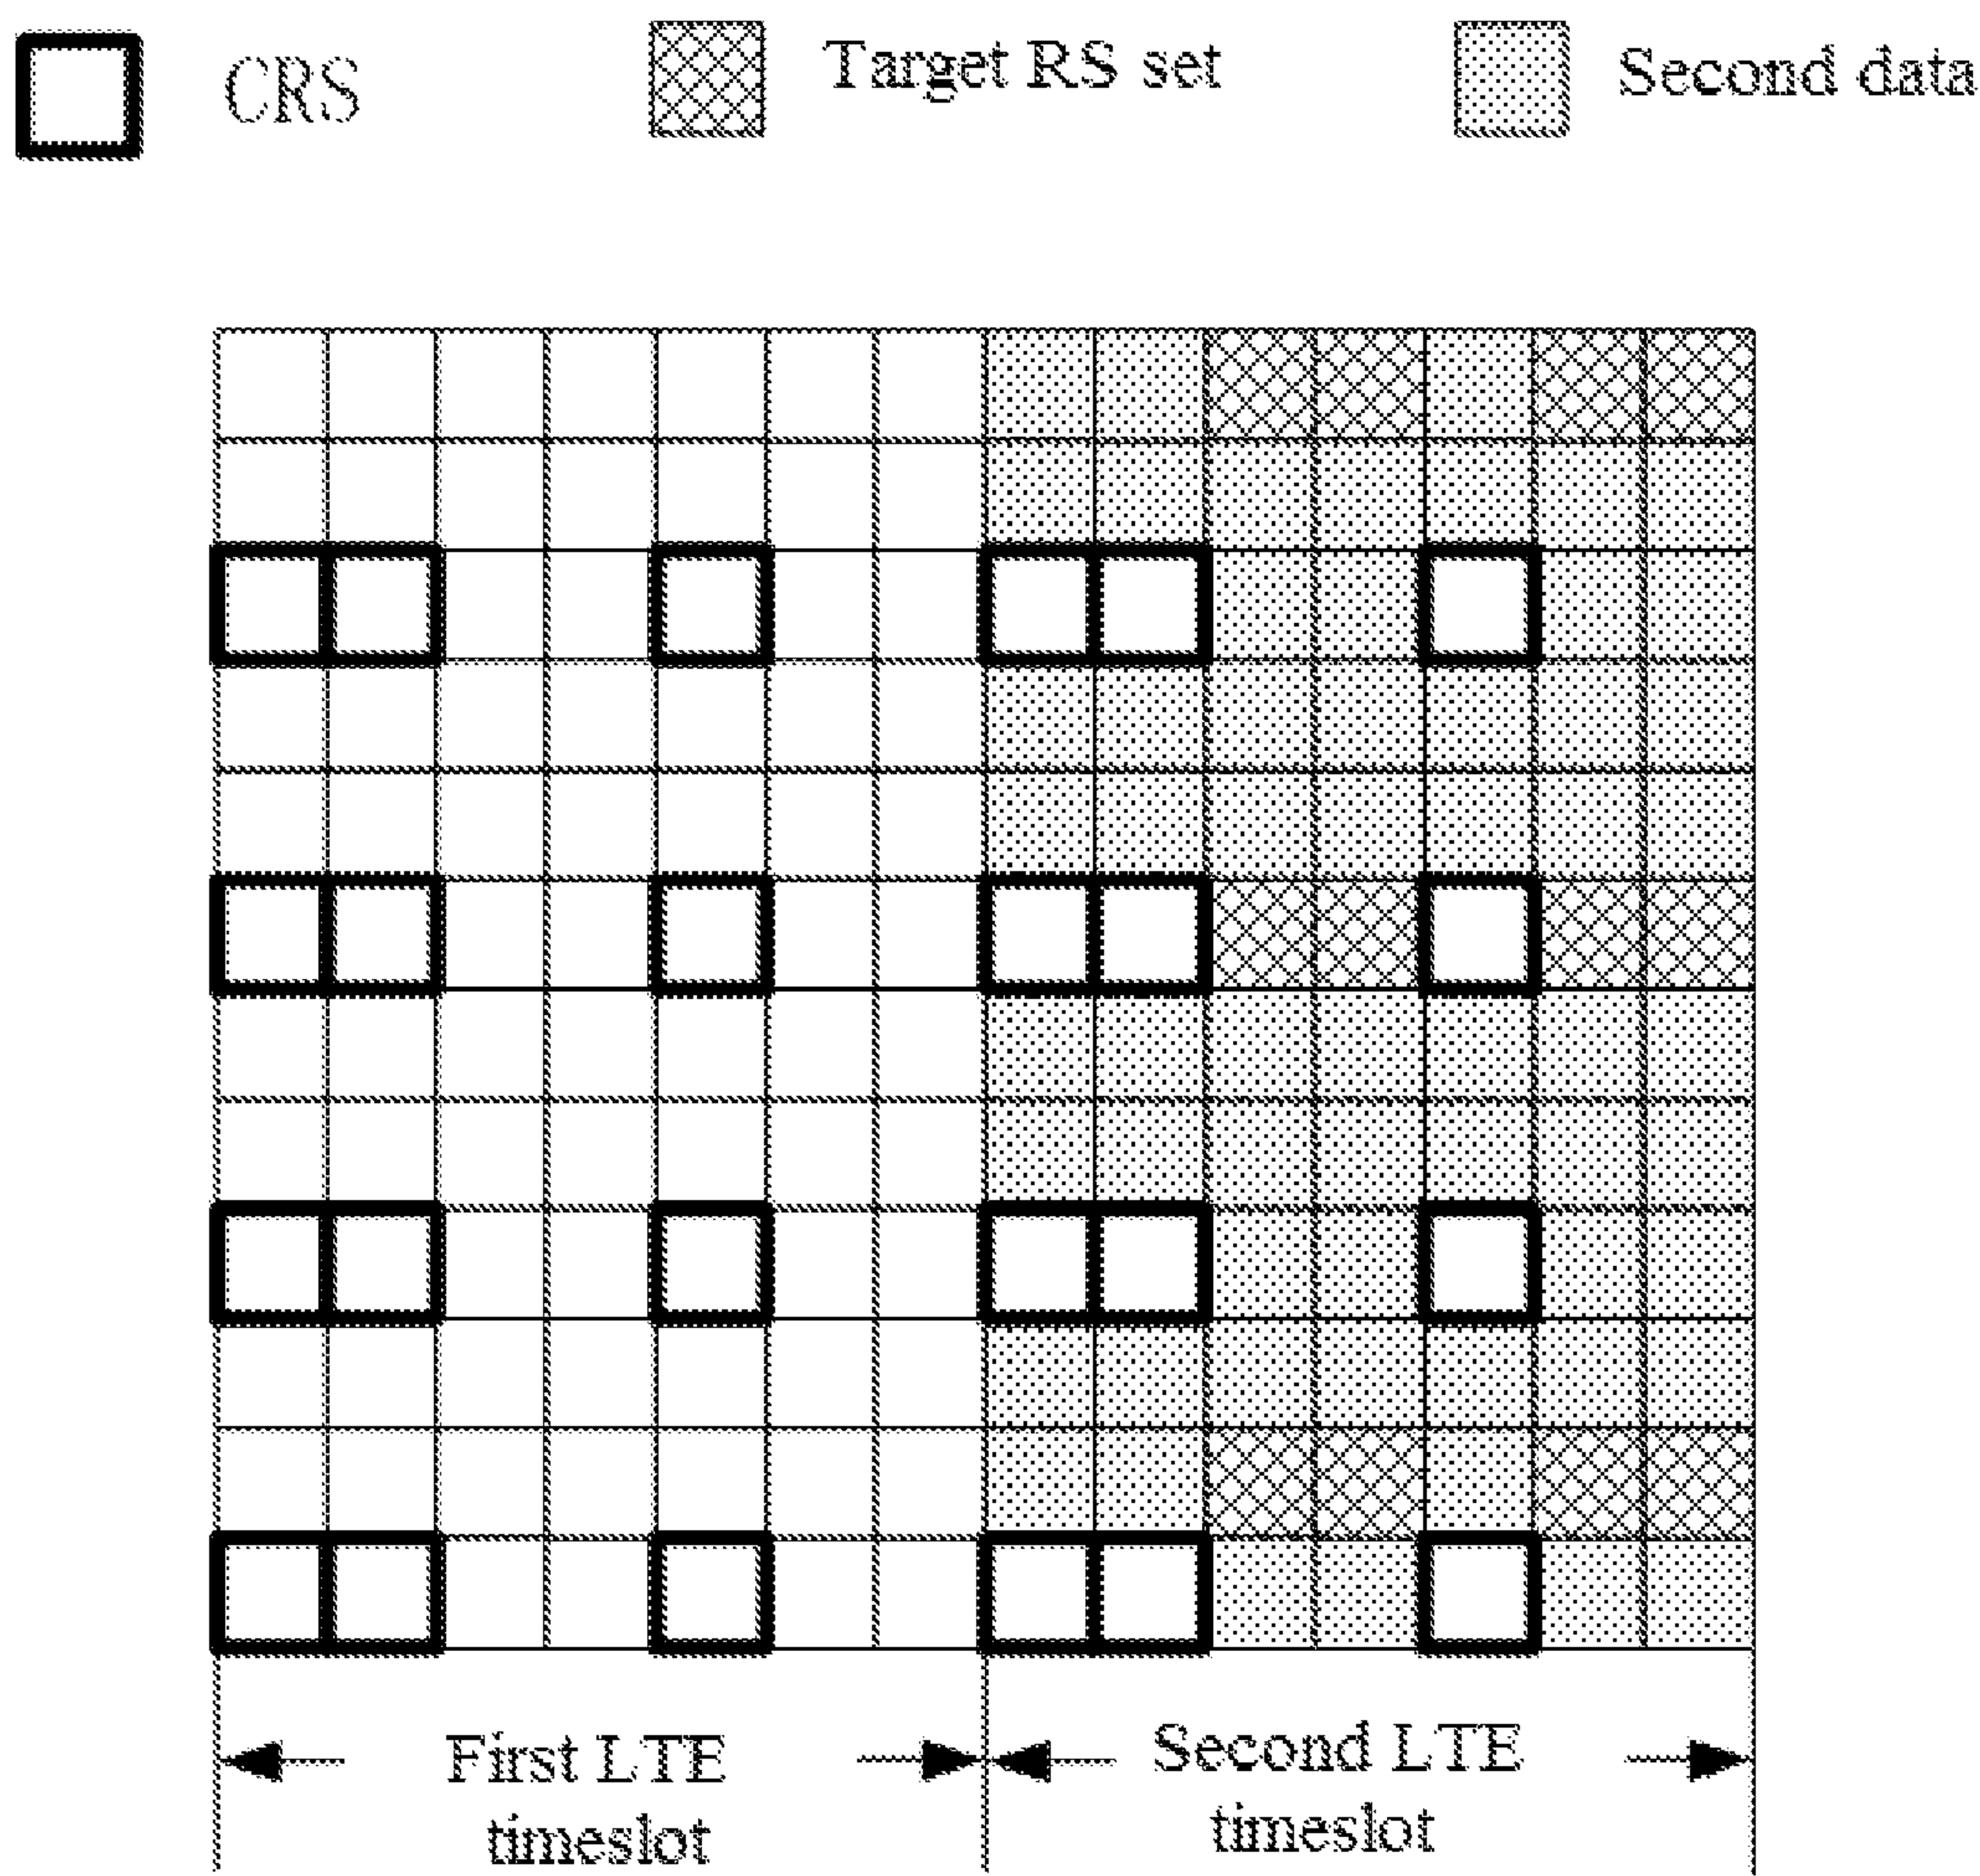 CRS
Target RS set
Second data
First LTE
timeslot
Second LTE
timeslot